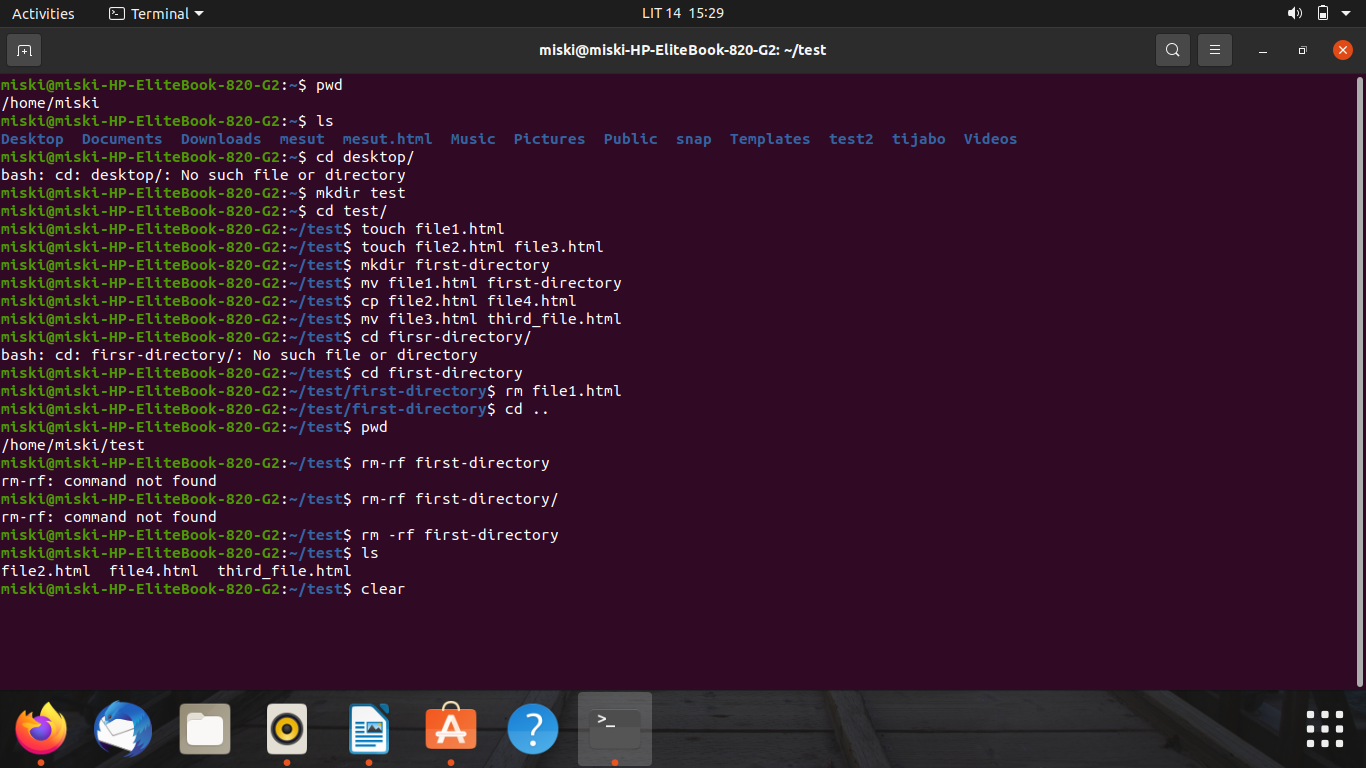 Activities Terminal LIT 14 15:29
miski@miski-HP-EliteBook-820-G2: ~/test
miski@miski-HP-EliteBook-820-G2:~$ pwd
/home/miski
miski@miski-HP-EliteBook-820-G2:~$ ls
Desktop Documents Downloads mesut mesut.html Music Pictures Public snap Templates test2 tijabo Videos
miski@miski-HP-EliteBook-820-G2:~$ cd desktop/
bash: cd: desktop/: No such file or directory
miski@miski-HP-EliteBook-820-G2:~$ mkdir test
miski@miski-HP-EliteBook-820-G2:~$ cd test/
miski@miski-HP-EliteBook-820-G2:~/test$ touch file1.html
miski@miski-HP-EliteBook-820-G2:~/test$ touch file2.html file3.html
miski@miski-HP-EliteBook-820-G2:~/test$ mkdir first-directory
miski@miski-HP-EliteBook-820-G2:~/test$ mv file1.html first-directory
miski@miski-HP-EliteBook-820-G2:~/test$ cp file2.html file4.html
miski@miski-HP-EliteBook-820-G2:~/test$ mv file3.html third_file.html
miski@miski-HP-EliteBook-820-G2:~/test$ cd firsr-directory/
bash: cd: firsr-directory/: No such file or directory
miski@miski-HP-EliteBook-820-G2:~/test$ cd first-directory
miski@miski-HP-EliteBook-820-G2:~/test/first-directory$ rm file1.html
miski@miski-HP-EliteBook-820-G2:~/test/first-directory$ cd ..
miski@miski-HP-EliteBook-820-G2:~/test$ pwd
/home/miski/test
miski@miski-HP-EliteBook-820-G2:~/test$ rm-rf first-directory
rm-rf: command not found
miski@miski-HP-EliteBook-820-G2:~/test$ rm-rf first-directory/
rm-rf: command not found
miski@miski-HP-EliteBook-820-G2:~/test$ rm -rf first-directory
miski@miski-HP-EliteBook-820-G2:~/test$ ls
file2.html file4.html third_file.html
miski@miski-HP-EliteBook-820-G2:~/test$ clear